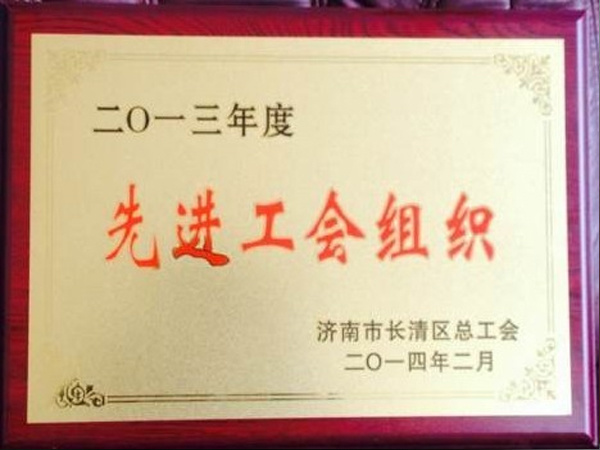 二〇一三年度
先进工会组织
济南市长清区总工会
二〇一四年二月